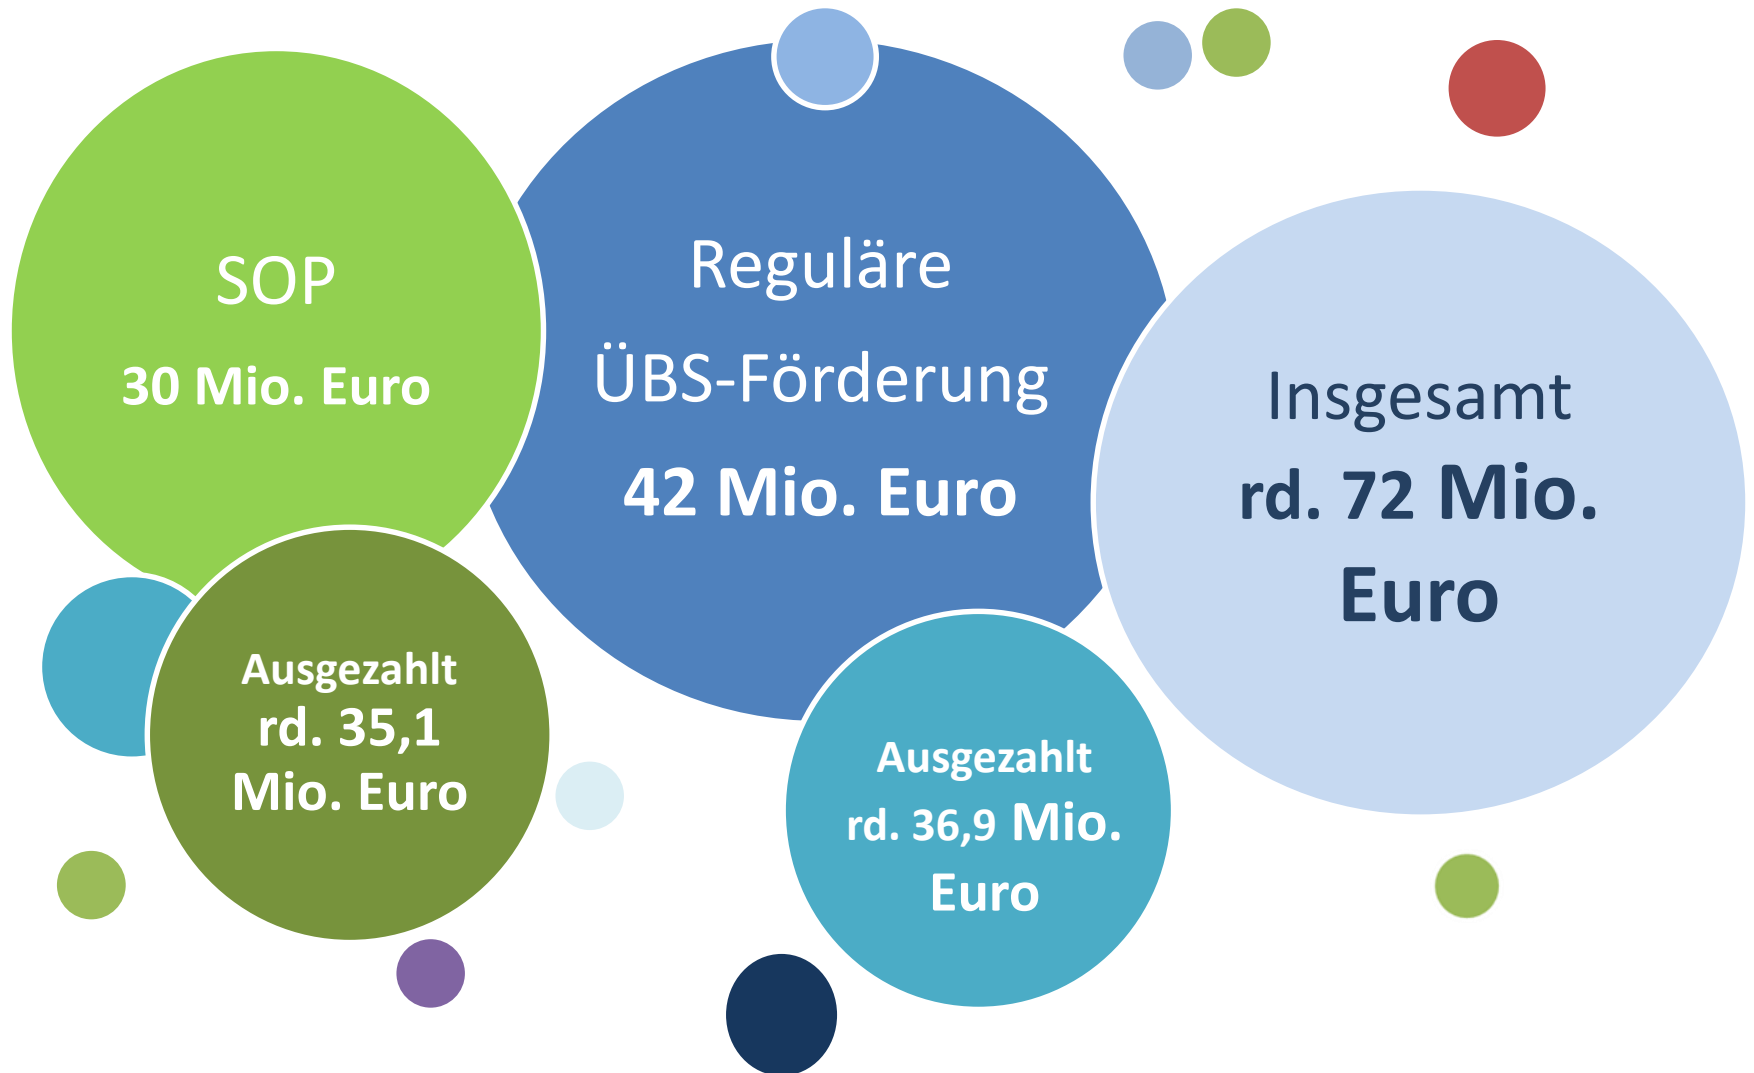 SOP
30 Mio. Euro
Reguläre
ÜBS-Förderung
42 Mio. Euro
Insgesamt
rd. 72 Mio.
Euro
Ausgezahlt
rd. 35,1
Mio. Euro
Ausgezahlt
rd. 36,9 Mio.
Euro